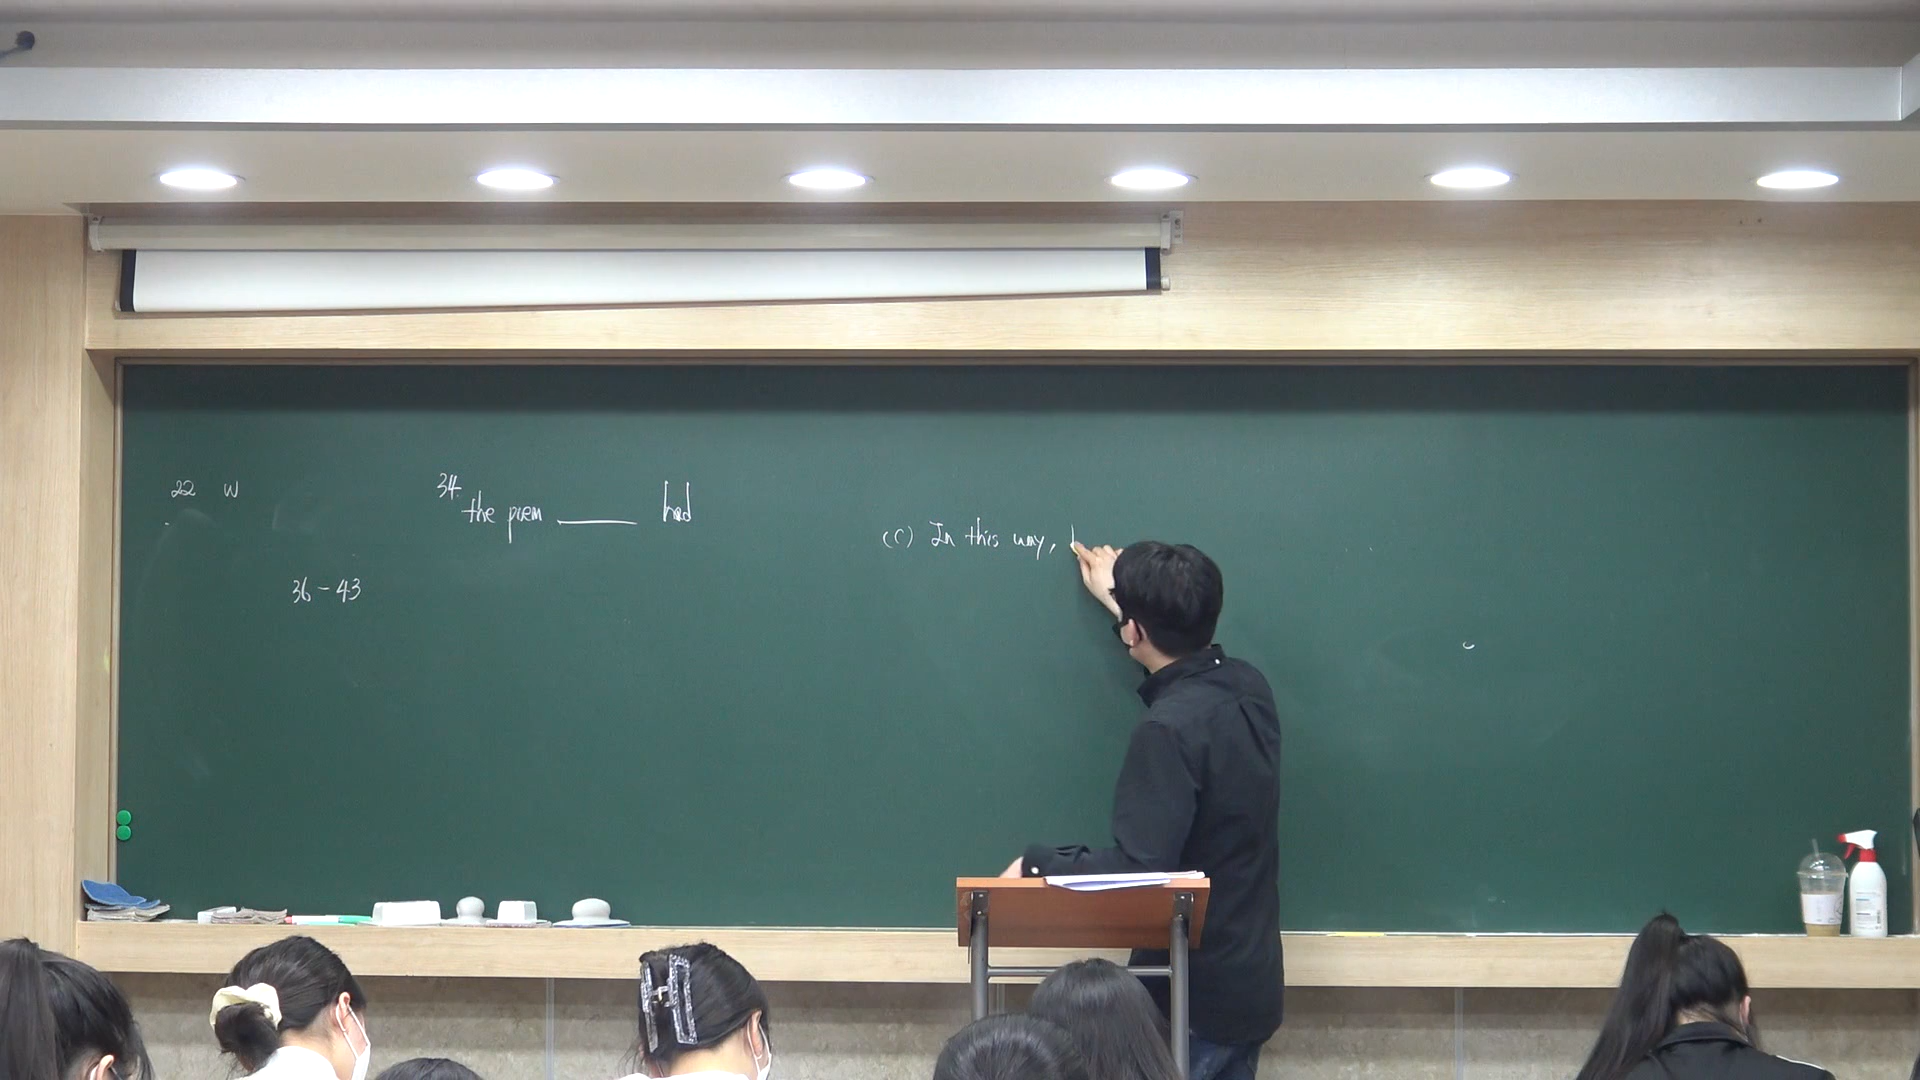 22 W
34.
the poem ______ had
36-43
(C) In this way,